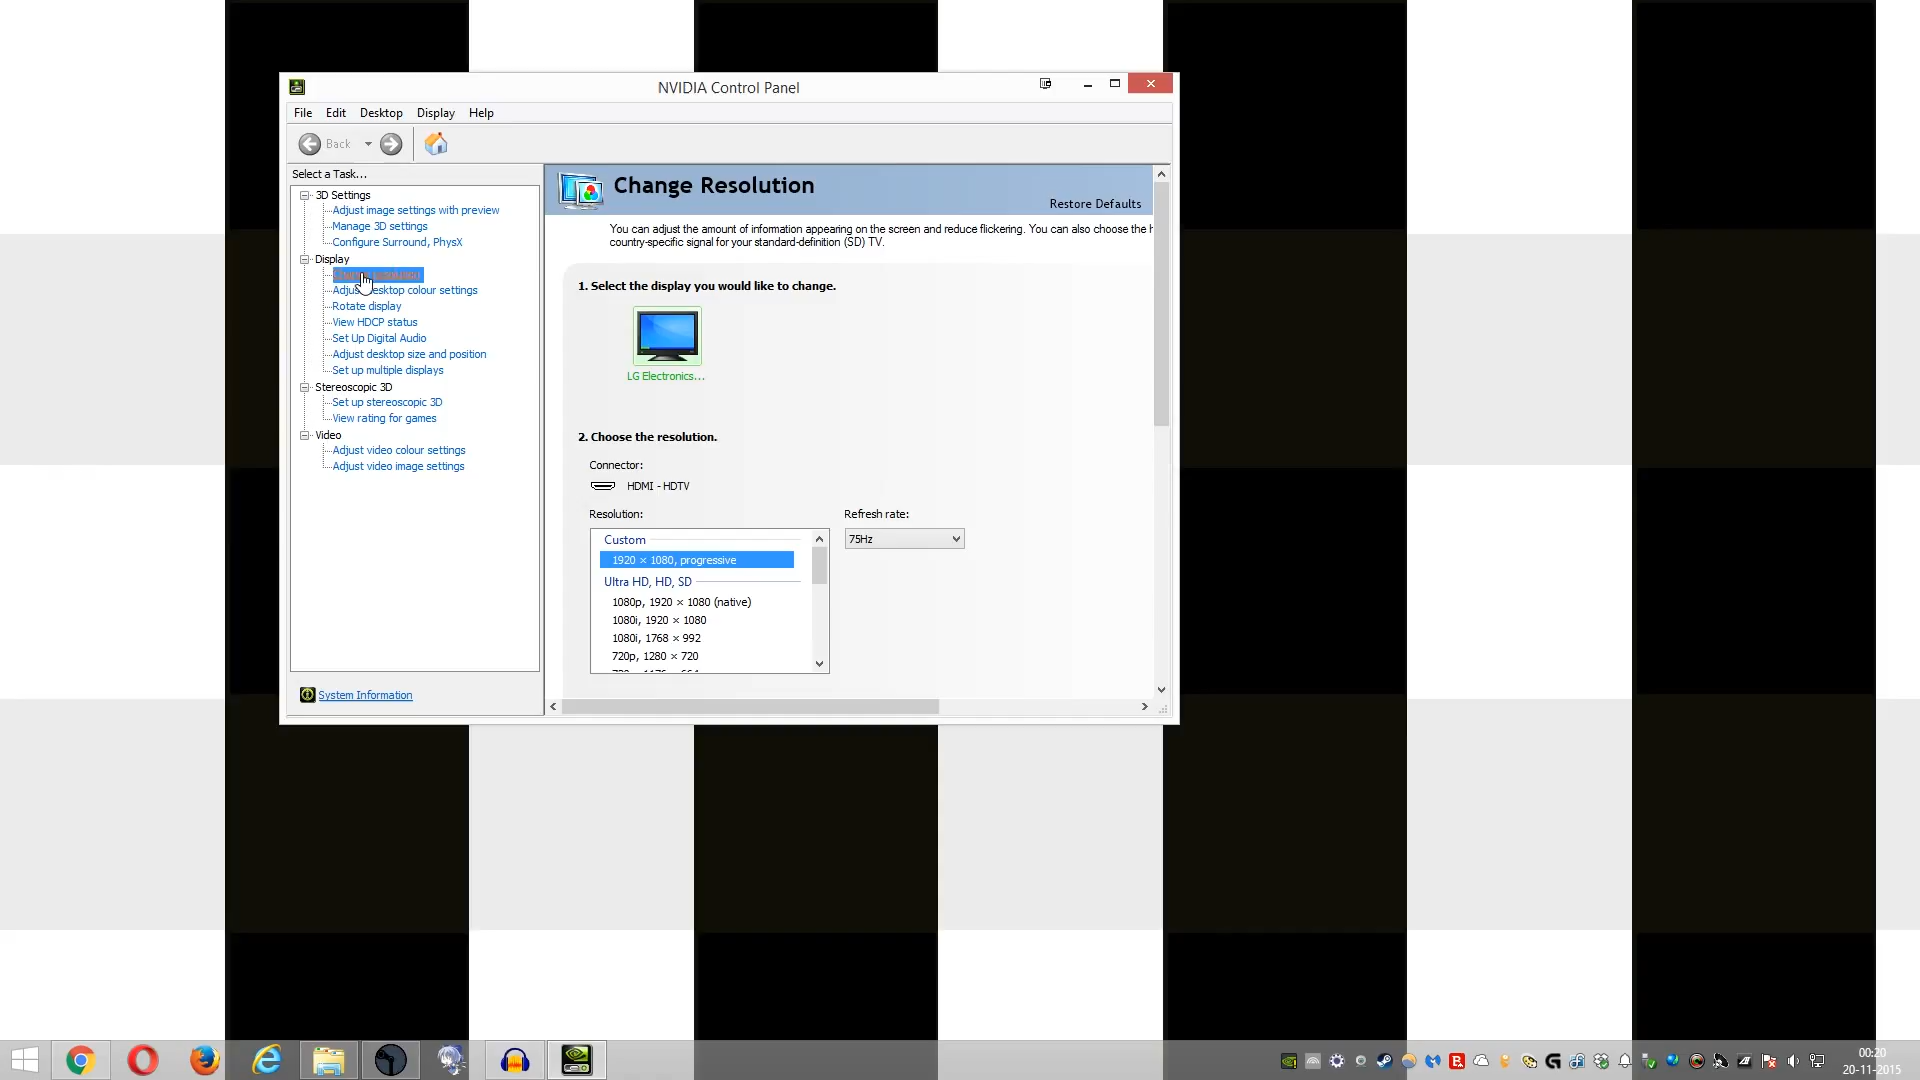 NVIDIA Control Panel
File Edit Desktop Display Help
Back
Select a Task...
3D Settings
Adjust image settings with preview
Manage 3D settings
Configure Surround, PhysX
Display
Adjust desktop colour settings
Rotate display
View HDCP status
Set Up Digital Audio
Adjust desktop size and position
Set up multiple displays
Stereoscopic 3D
Set up stereoscopic 3D
View rating for games
Video
Adjust video colour settings
Adjust video image settings
System Information
Change Resolution
Restore Defaults
You can adjust the amount of information appearing on the screen and reduce flickering. You can also choose the
country-specific signal for your standard-definition (SD) TV.
1. Select the display you would like to change.
LG Electronics...
2. Choose the resolution.
Connector:
HDMI - HDTV
Resolution:
Refresh rate:
75Hz
Custom
1920 × 1080, progressive
Ultra HD, HD, SD
1080p, 1920 × 1080 (native)
1080i, 1920 × 1080
1080i, 1768 × 992
720p, 1280 × 720
00:20
20-11-2015